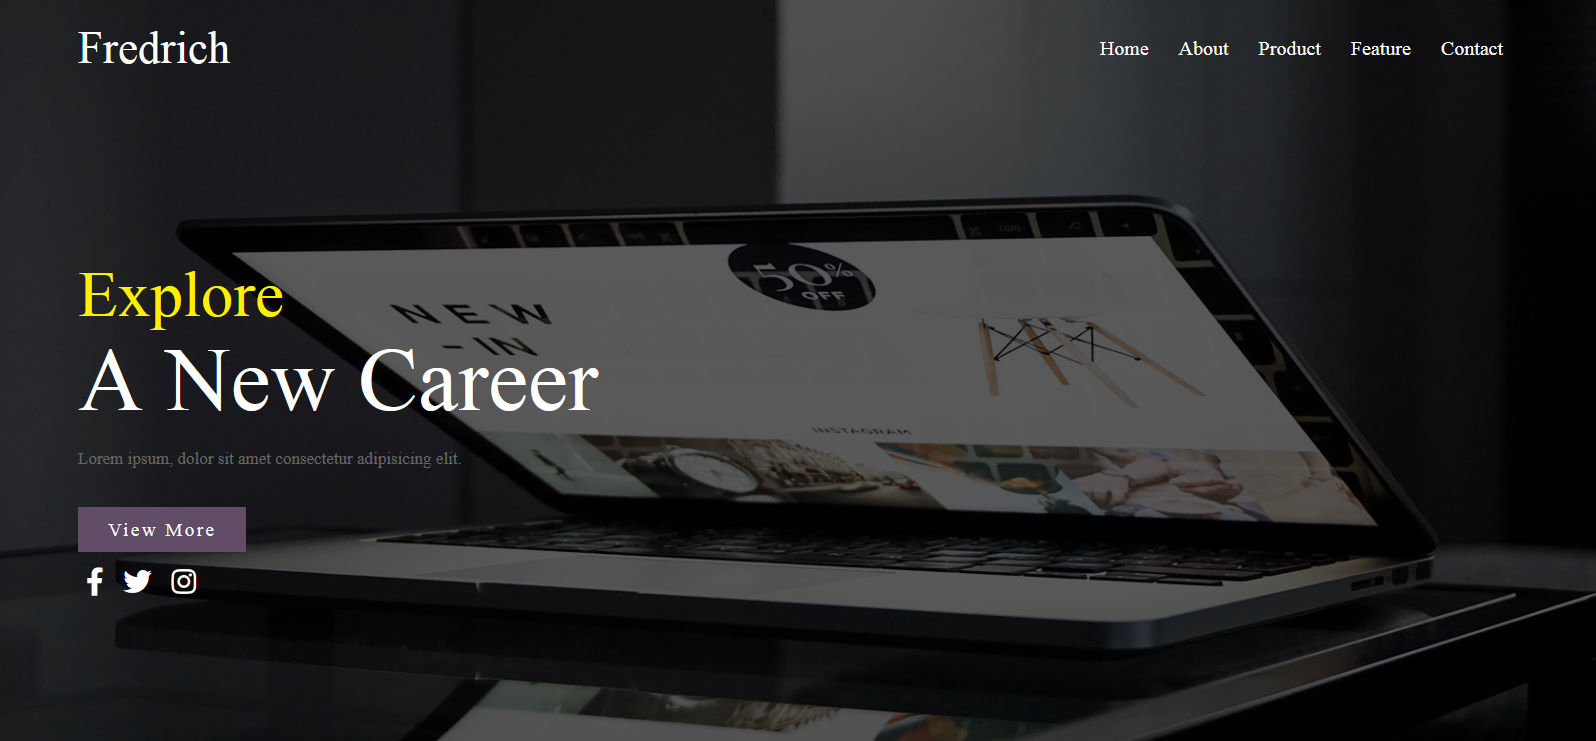 Fredrich
Home About Product Feature Contact
50%
OFF
NEW
-IN
Explore
A New Career
INSTAGRAM
Lorem ipsum, dolor sit amet consectetur adipisicing elit.
View More